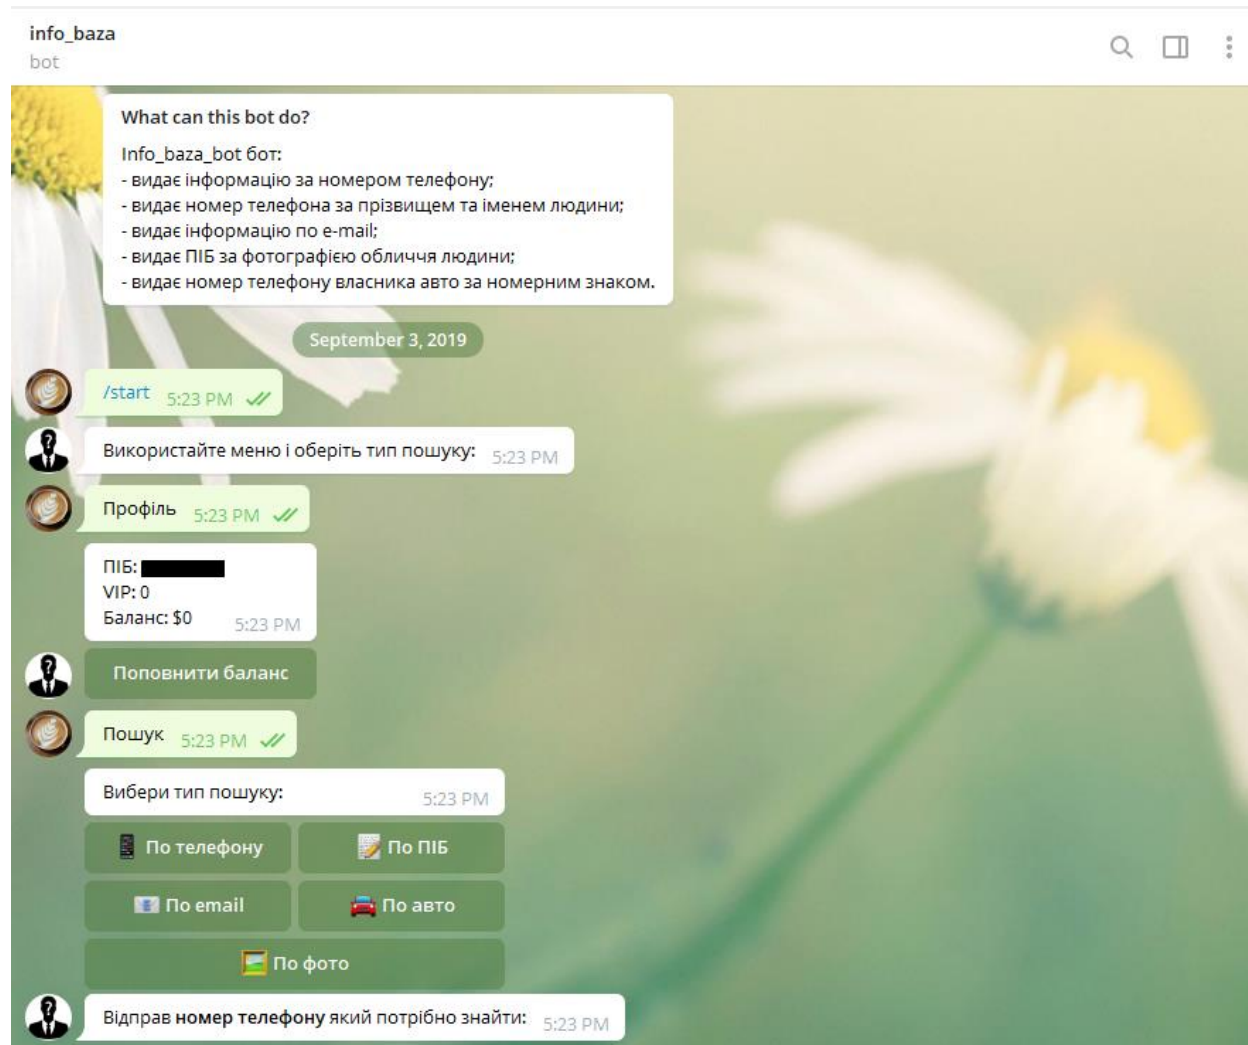 info_baza
bot
What can this bot do?
Info_baza_bot бот:
- видає інформацію за номером телефону;
- видає номер телефона за прізвищем та іменем людини;
- видає інформацію по e-mail;
- видає ПІБ за фотографією обличчя людини;
- видає номер телефону власника авто за номерним знаком.
September 3, 2019
/start 5:23 PM
Використайте меню і оберіть тип пошуку: 5:23 PM
Профіль 5:23 PM
ПІБ:
VIP: 0
Баланс: $0 5:23 PM
Поповнити баланс
Пошук 5:23 PM
Вибери тип пошуку: 5:23 PM
По телефону По ПІБ
По email По авто
По фото
Відправ номер телефону який потрібно знайти: 5:23 PM